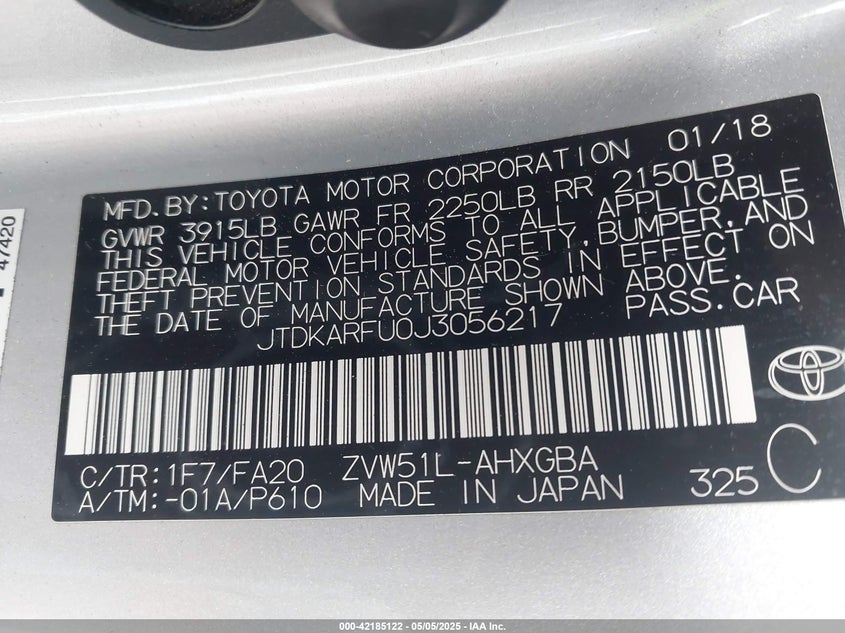 47420
MFD.BY:TOYOTA MOTOR CORPORATION 01/18
GVWR 3915LB GAWR FR 2250LB RR 2150LB
THIS VEHICLE CONFORMS TO ALL APPLICABLE
FEDERAL MOTOR VEHICLE SAFETY,BUMPER,AND
THEFT PREVENTION STANDARDS IN EFFECT ON
THE DATE OF MANUFACTURE SHOWN ABOVE.
JTDKARFU0J3056217 PASS.CAR
C/TR:1F7/FA20 ZVW51L-AHXGBA
A/TM:-01A/P610 MADE IN JAPAN 325 C
000-42185122 - 05/05/2025 - IAA Inc.